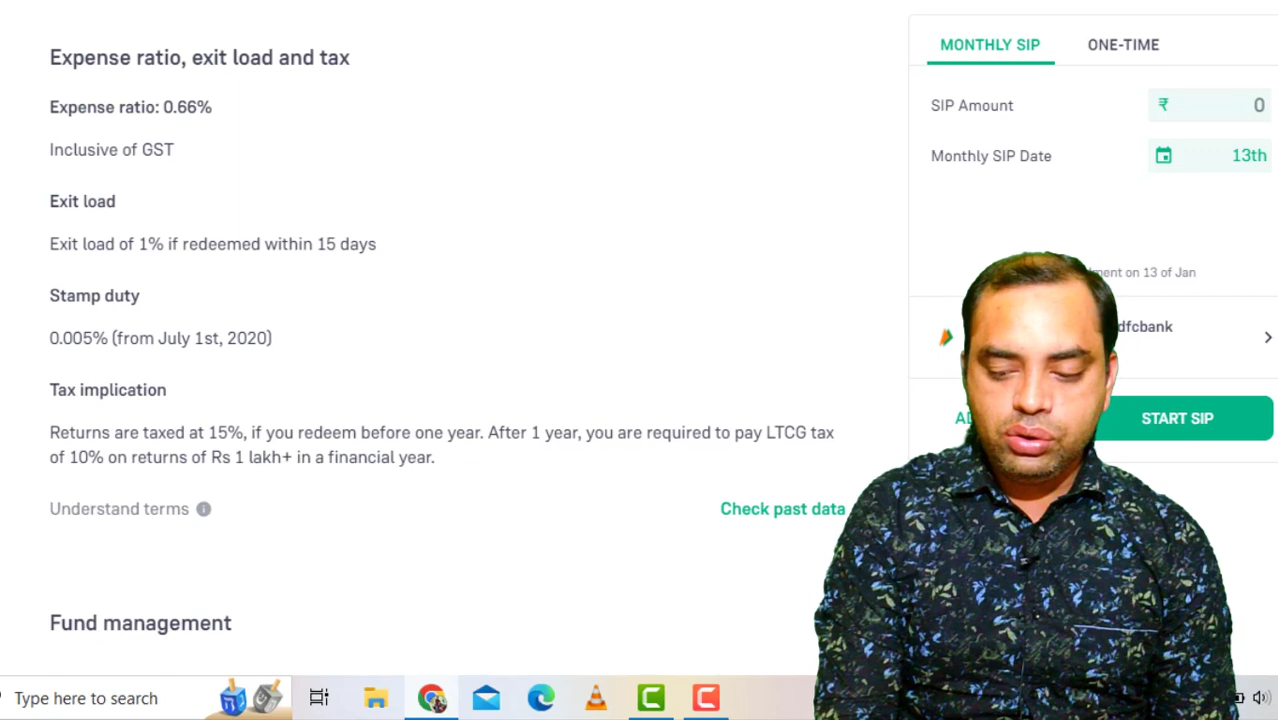 Expense ratio, exit load and tax
Expense ratio: 0.66%
Inclusive of GST
Exit load
Exit load of 1% if redeemed within 15 days
Stamp duty
0.005% (from July 1st, 2020)
Tax implication
Returns are taxed at 15%, if you redeem before one year. After 1 year, you are required to pay LTCG tax
of 10% on returns of Rs 1 lakh+ in a financial year.
Understand terms
Check past data
Fund management
MONTHLY SIP ONE-TIME
SIP Amount ₹ 0
Monthly SIP Date 13th
on 13 of Jan
START SIP
Type here to search